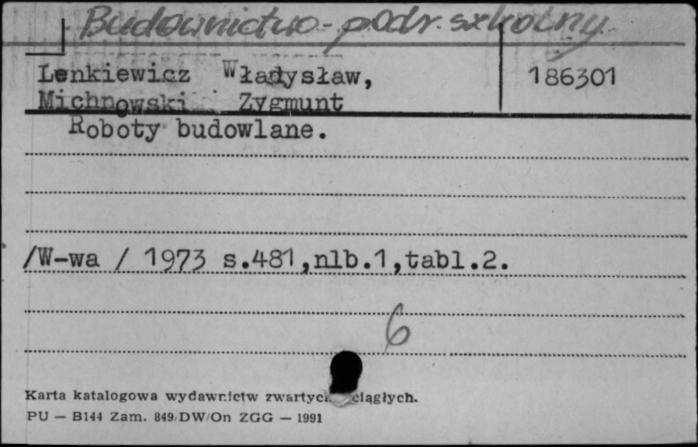 Budownictwo - podr. szkolny
Lenkiewicz Władysław, 186301
Michnowski Zygmunt
Roboty budowlane.
/W-wa / 1973 s.481,nlb.1,tabl.2.
6
Karta katalogowa wydawnictw zwartych ciągłych.
PU — B144 Zam. 849/DW/On ZGG — 1991